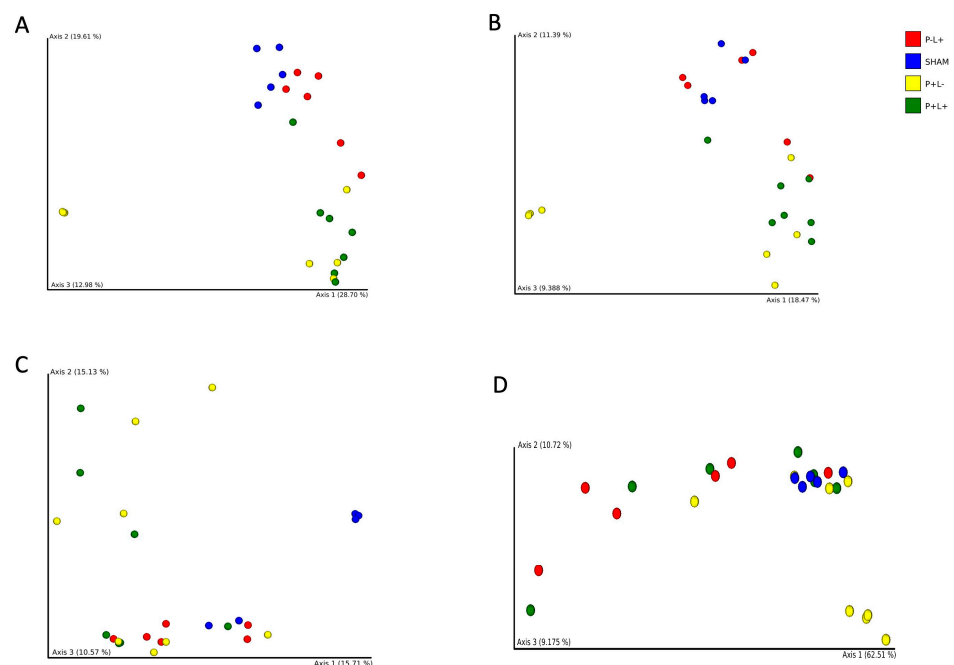 A
Axis 2 (19.61 %)
Axis 3 (12.98 %)
Axis 1 (28.70 %)
B
Axis 2 (11.39 %)
Axis 3 (9.388 %)
Axis 1 (18.47 %)
P-L+
SHAM
P+L-
P+L+
C
Axis 2 (15.13 %)
Axis 3 (10.57 %)
Axis 1 (15.71 %)
D
Axis 2 (10.72 %)
Axis 3 (9.175 %)
Axis 1 (62.51 %)